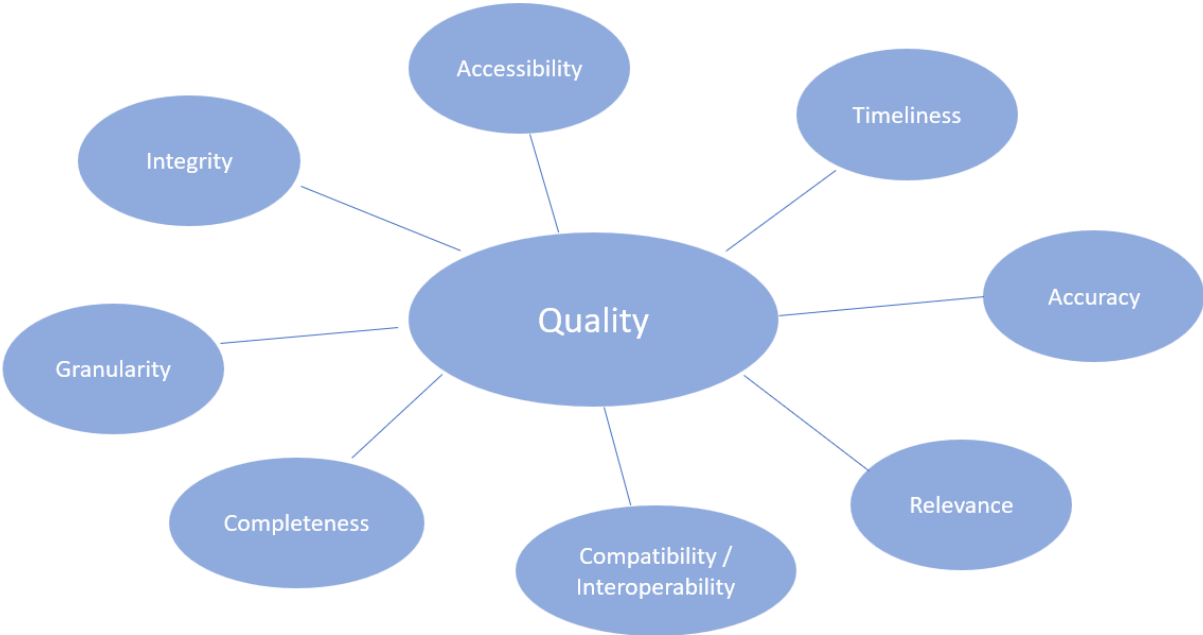 Accessibility
Timeliness
Integrity
Accuracy
Quality
Granularity
Relevance
Completeness
Compatibility /
Interoperability